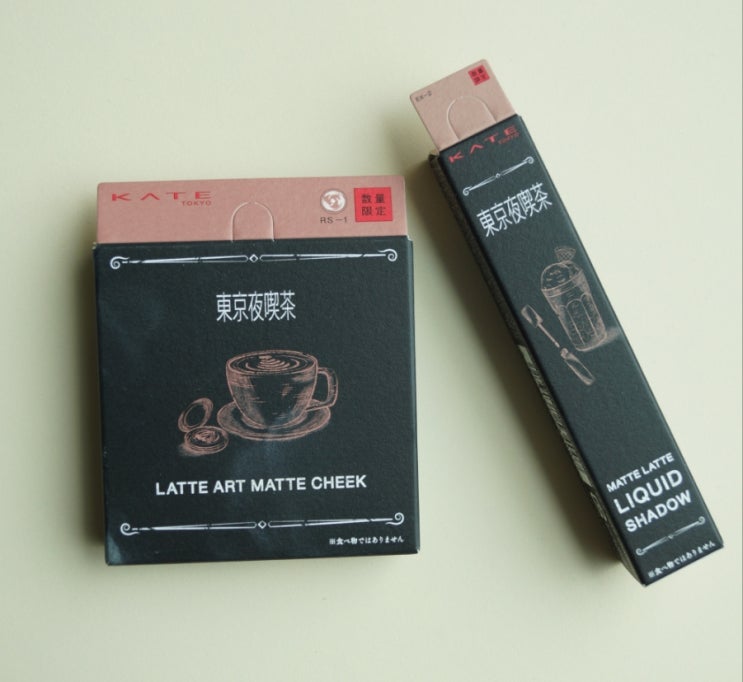 KATE
TOKYO
RS-1
数量
限定
東京夜喫茶
LATTE ART MATTE CHEEK
※食べ物ではありません
数量
限定
KATE
TOKYO
東京夜喫茶
MATTE LATTE
LIQUID
SHADOW
※食べ物ではありません